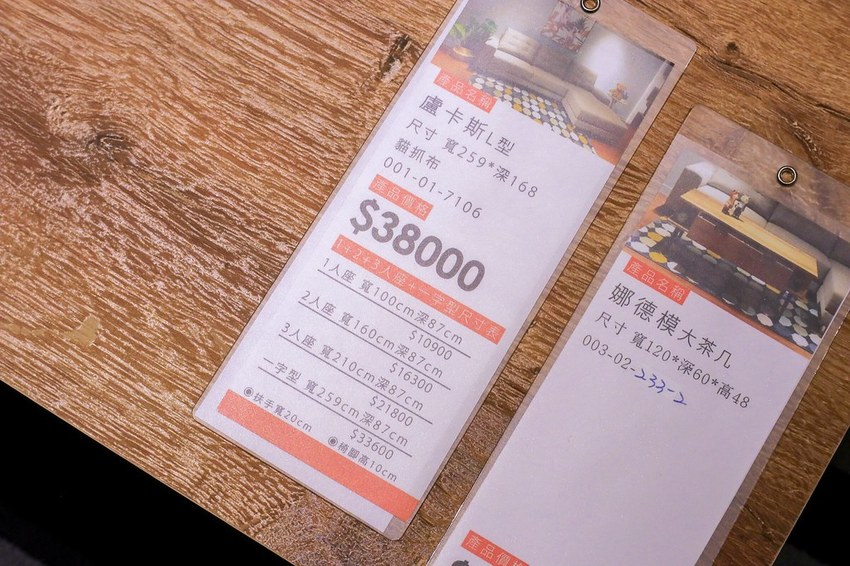 產品名稱
盧卡斯L型
尺寸 寬259*深168
貓抓布
001-01-7106
產品價格
$38000
1+2+3人座+一字型尺寸表
1人座 寬100cm深87cm
$10900
2人座 寬160cm深87cm
$16300
3人座 寬210cm深87cm
$21800
一字型 寬259cm深87cm
$33600
◉扶手寬20cm ◉椅腳高10cm
產品名稱
娜德模大茶几
尺寸 寬120*深60*高48
003-02-233-2
產品價格